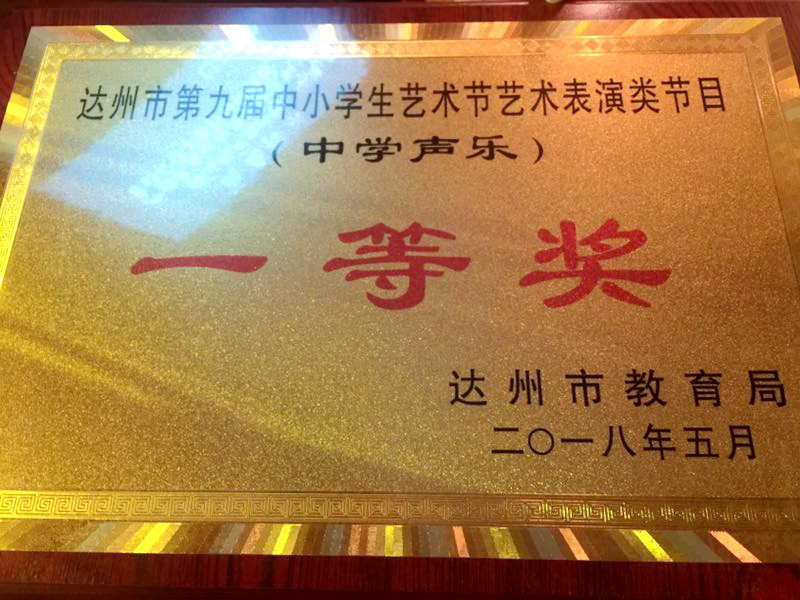 达州市第九届中小学生艺术节艺术表演类节目
（中学声乐）
一等奖
达州市教育局
二〇一八年五月